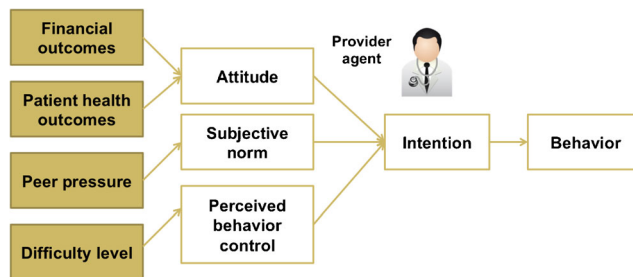 Financial
outcomes
Patient health
outcomes
Peer pressure
Difficulty level
Attitude
Subjective
norm
Perceived
behavior
control
Provider
agent
Intention
Behavior